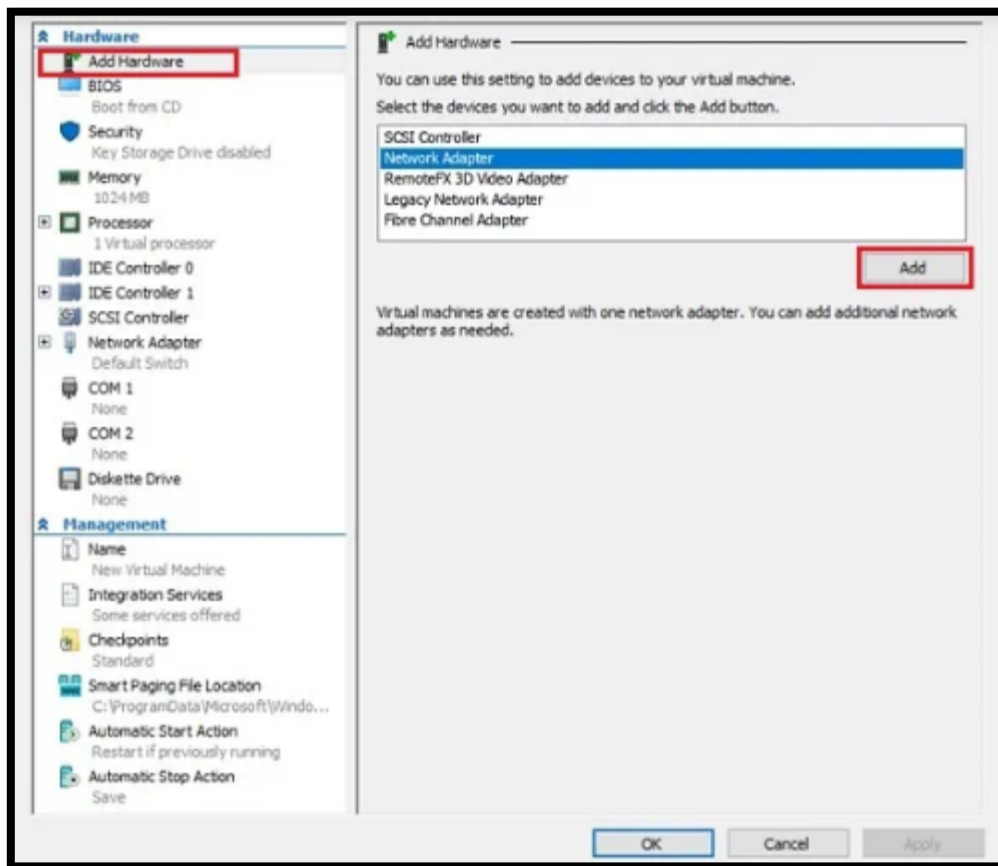 Hardware
Add Hardware
BIOS
Boot from CD
Security
Key Storage Drive disabled
Memory
1024 MB
Processor
1 Virtual processor
IDE Controller 0
IDE Controller 1
SCSI Controller
Network Adapter
Default Switch
COM 1
None
COM 2
None
Diskette Drive
None
Management
Name
New Virtual Machine
Integration Services
Some services offered
Checkpoints
Standard
Smart Paging File Location
C:\ProgramData\Microsoft\Windo...
Automatic Start Action
Restart if previously running
Automatic Stop Action
Save
Add Hardware
You can use this setting to add devices to your virtual machine.
Select the devices you want to add and click the Add button.
SCSI Controller
Network Adapter
RemoteFX 3D Video Adapter
Legacy Network Adapter
Fibre Channel Adapter
Add
Virtual machines are created with one network adapter. You can add additional network
adapters as needed.
OK
Cancel
Apply